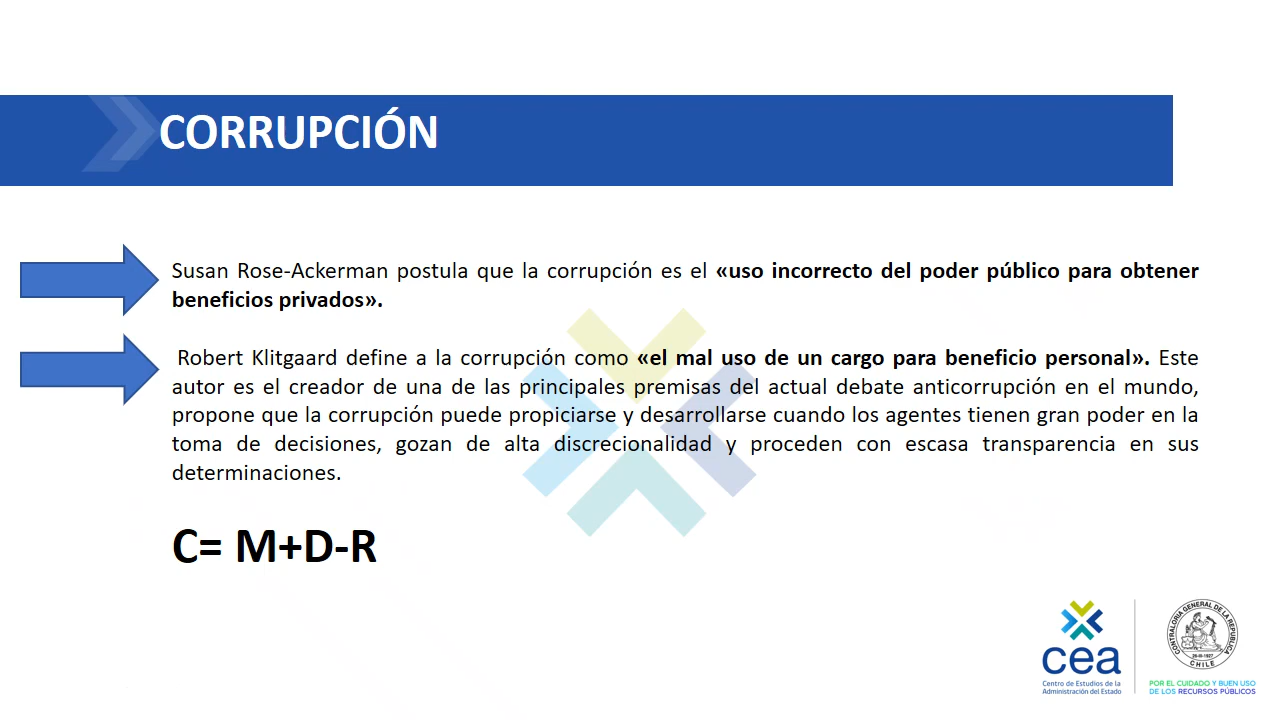 CORRUPCIÓN
Susan Rose-Ackerman postula que la corrupción es el «uso incorrecto del poder público para obtener
beneficios privados».
Robert Klitgaard define a la corrupción como «el mal uso de un cargo para beneficio personal». Este
autor es el creador de una de las principales premisas del actual debate anticorrupción en el mundo,
propone que la corrupción puede propiciarse y desarrollarse cuando los agentes tienen gran poder en la
toma de decisiones, gozan de alta discrecionalidad y proceden con escasa transparencia en sus
determinaciones.
C= M+D-R
cea
Centro de Estudios de la
Administración del Estado
CONTRALORIA GENERAL DE LA REPUBLICA
26-III-1927
CHILE
POR EL CUIDADO Y BUEN USO
DE LOS RECURSOS PÚBLICOS